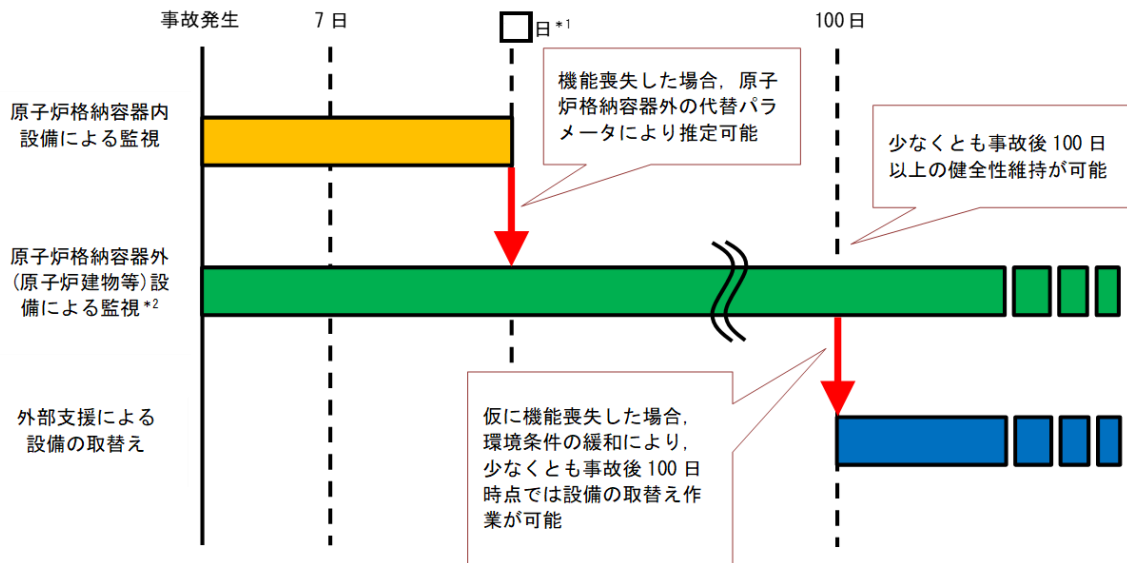 事故発生
7日
□日*1
100日
原子炉格納容器内
設備による監視
機能喪失した場合，原子
炉格納容器外の代替パラ
メータにより推定可能
少なくとも事故後 100 日
以上の健全性維持が可能
原子炉格納容器外
(原子炉建物等)設
備による監視*2
外部支援による
設備の取替え
仮に機能喪失した場合，
環境条件の緩和により，
少なくとも事故後 100 日
時点では設備の取替え作
業が可能